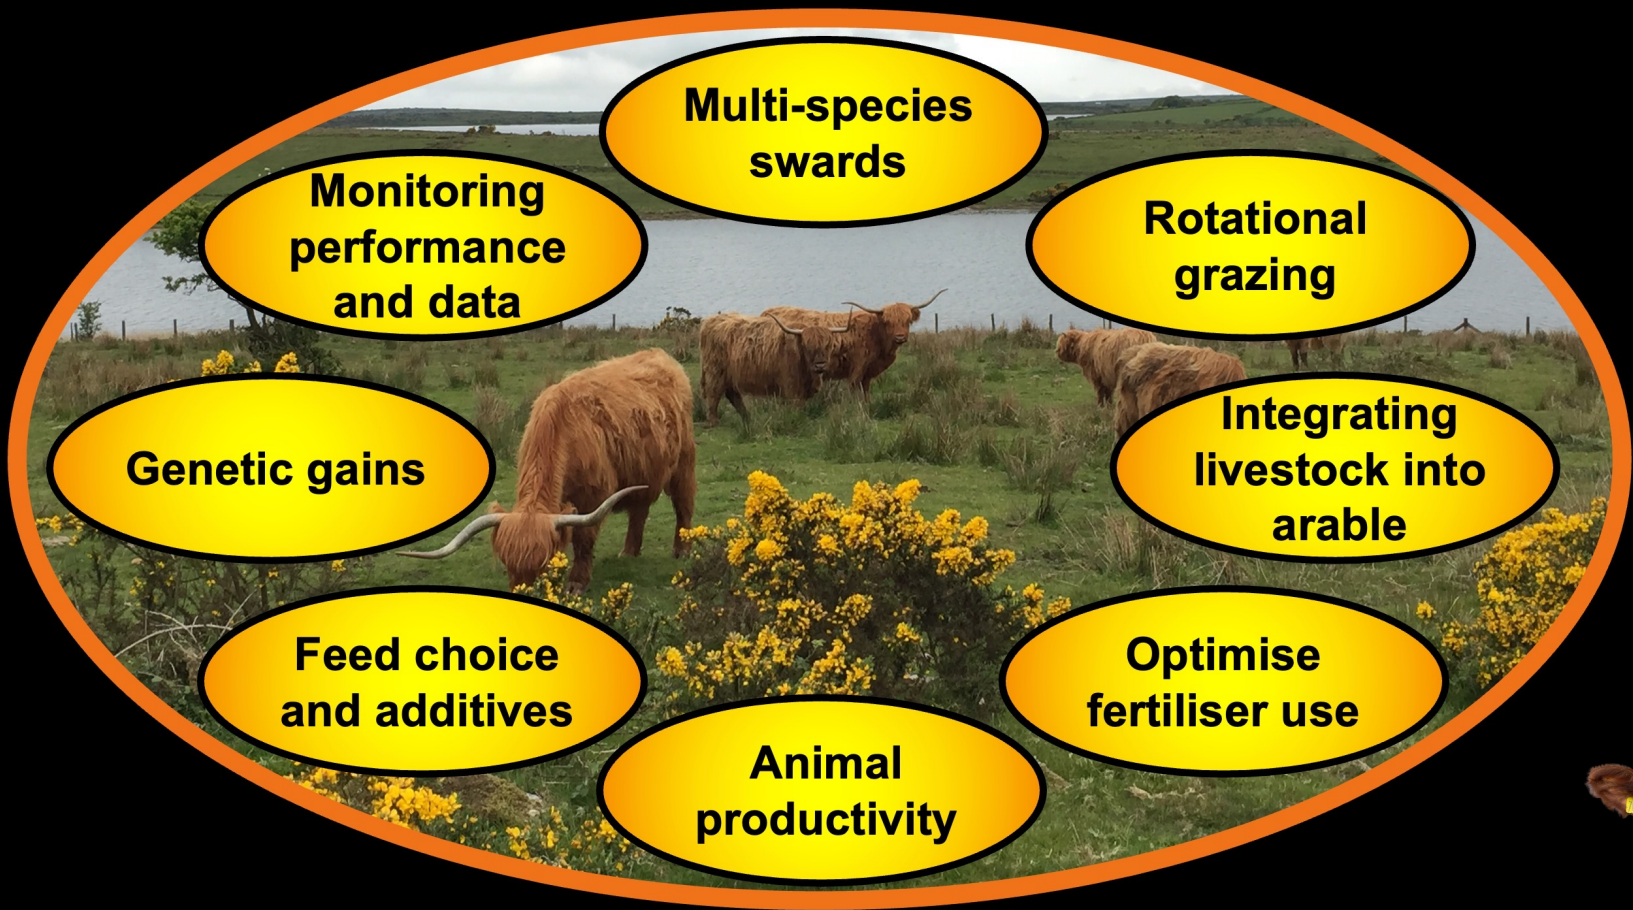 Multi-species
swards
Rotational
grazing
Integrating
livestock into
arable
Optimise
fertiliser use
Animal
productivity
Feed choice
and additives
Genetic gains
Monitoring
performance
and data